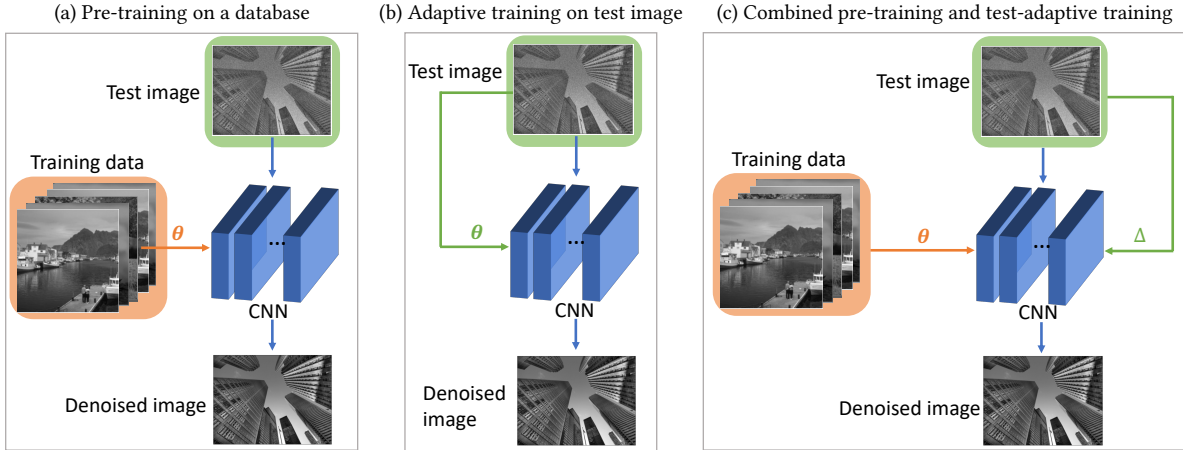 (a) Pre-training on a database
Test image
Training data
θ
...
CNN
Denoised image
(b) Adaptive training on test image
Test image
θ
...
CNN
Denoised
image
(c) Combined pre-training and test-adaptive training
Test image
Training data
θ
...
Δ
CNN
Denoised image